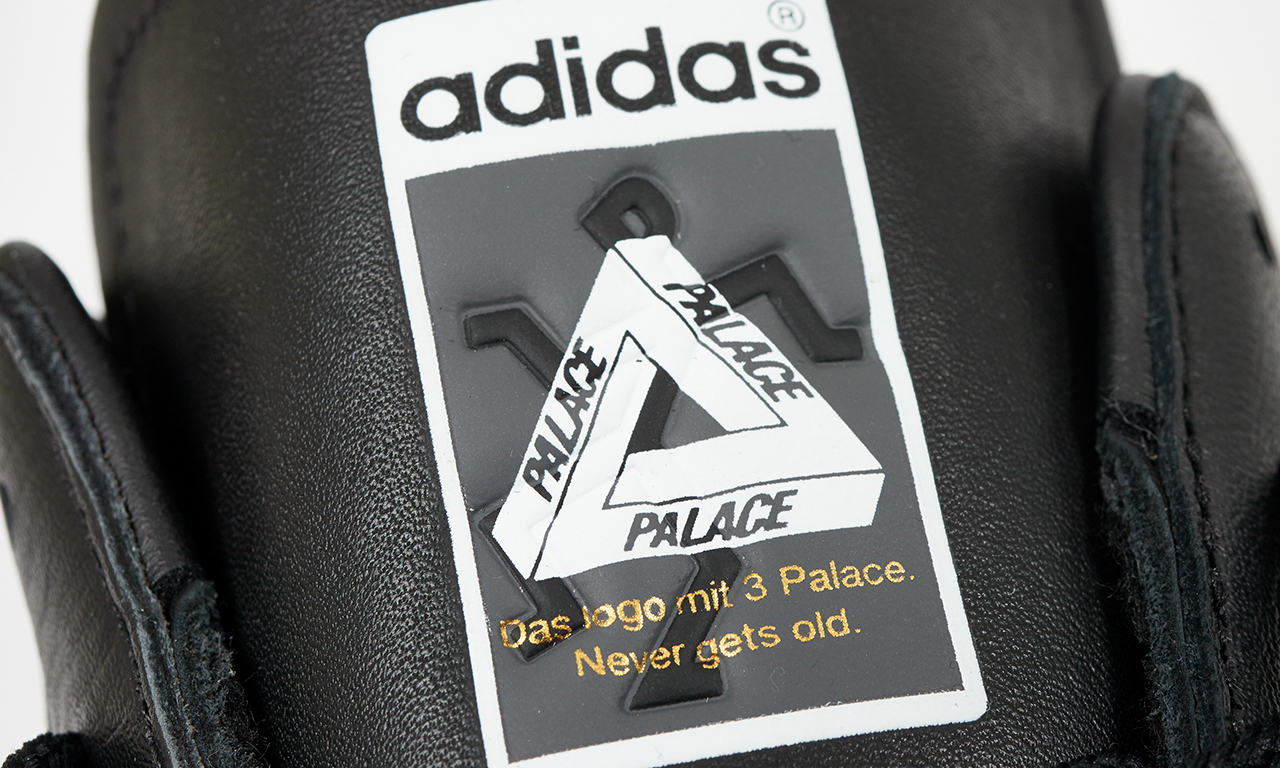 adidas®
PALACE
PALACE
PALACE
Das logo mit 3 Palace.
Never gets old.